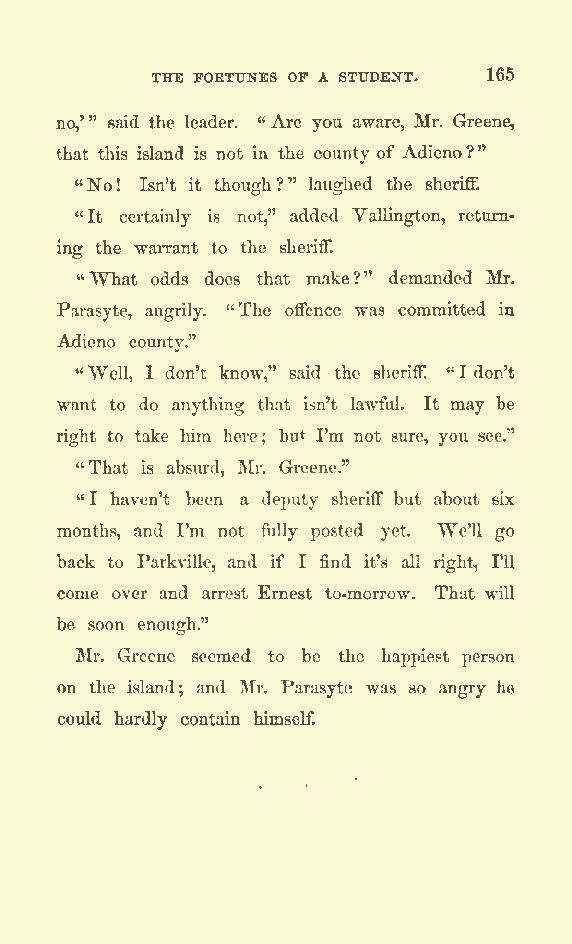 THE FORTUNES OF A STUDENT. 165
no,’” said the leader. “Are you aware, Mr. Greene,
that this island is not in the county of Adieno?”
“No! Isn’t it though?” laughed the sheriff.
“It certainly is not,” added Vallington, return-
ing the warrant to the sheriff.
“What odds does that make?” demanded Mr.
Parasyte, angrily. “The offence was committed in
Adieno county.”
“Well, I don’t know,” said the sheriff. “I don’t
want to do anything that isn’t lawful. It may be
right to take him here; but I’m not sure, you see.”
“That is absurd, Mr. Greene.”
“I haven’t been a deputy sheriff but about six
months, and I’m not fully posted yet. We’ll go
back to Parkville, and if I find it’s all right, I’ll
come over and arrest Ernest to-morrow. That will
be soon enough.”
Mr. Greene seemed to be the happiest person
on the island; and Mr. Parasyte was so angry he
could hardly contain himself.